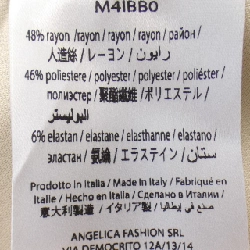 M4IBB0
48% rayon /rayon/ rayon/ rayon/ район/
人造絲 / レーヨン / رايون
46% poliestere / polyester / polyester / poliéster /
полиэстер / 聚酯纖維 / ポリエステル /
البوليستر
6% elastan / elastane / elasthanne / elastano /
эластан / 氨綸 / エラステイン / ستان
Prodotto in Italia / Made in Italy / Fabriqué en
Italie / Hecho en Italia / Сделано в Италии /
意大利製造 / イタリア製 / صنع في إيطاليا
ANGELICA FASHION SRL
VIA DEMOCRITO 12A/13/14